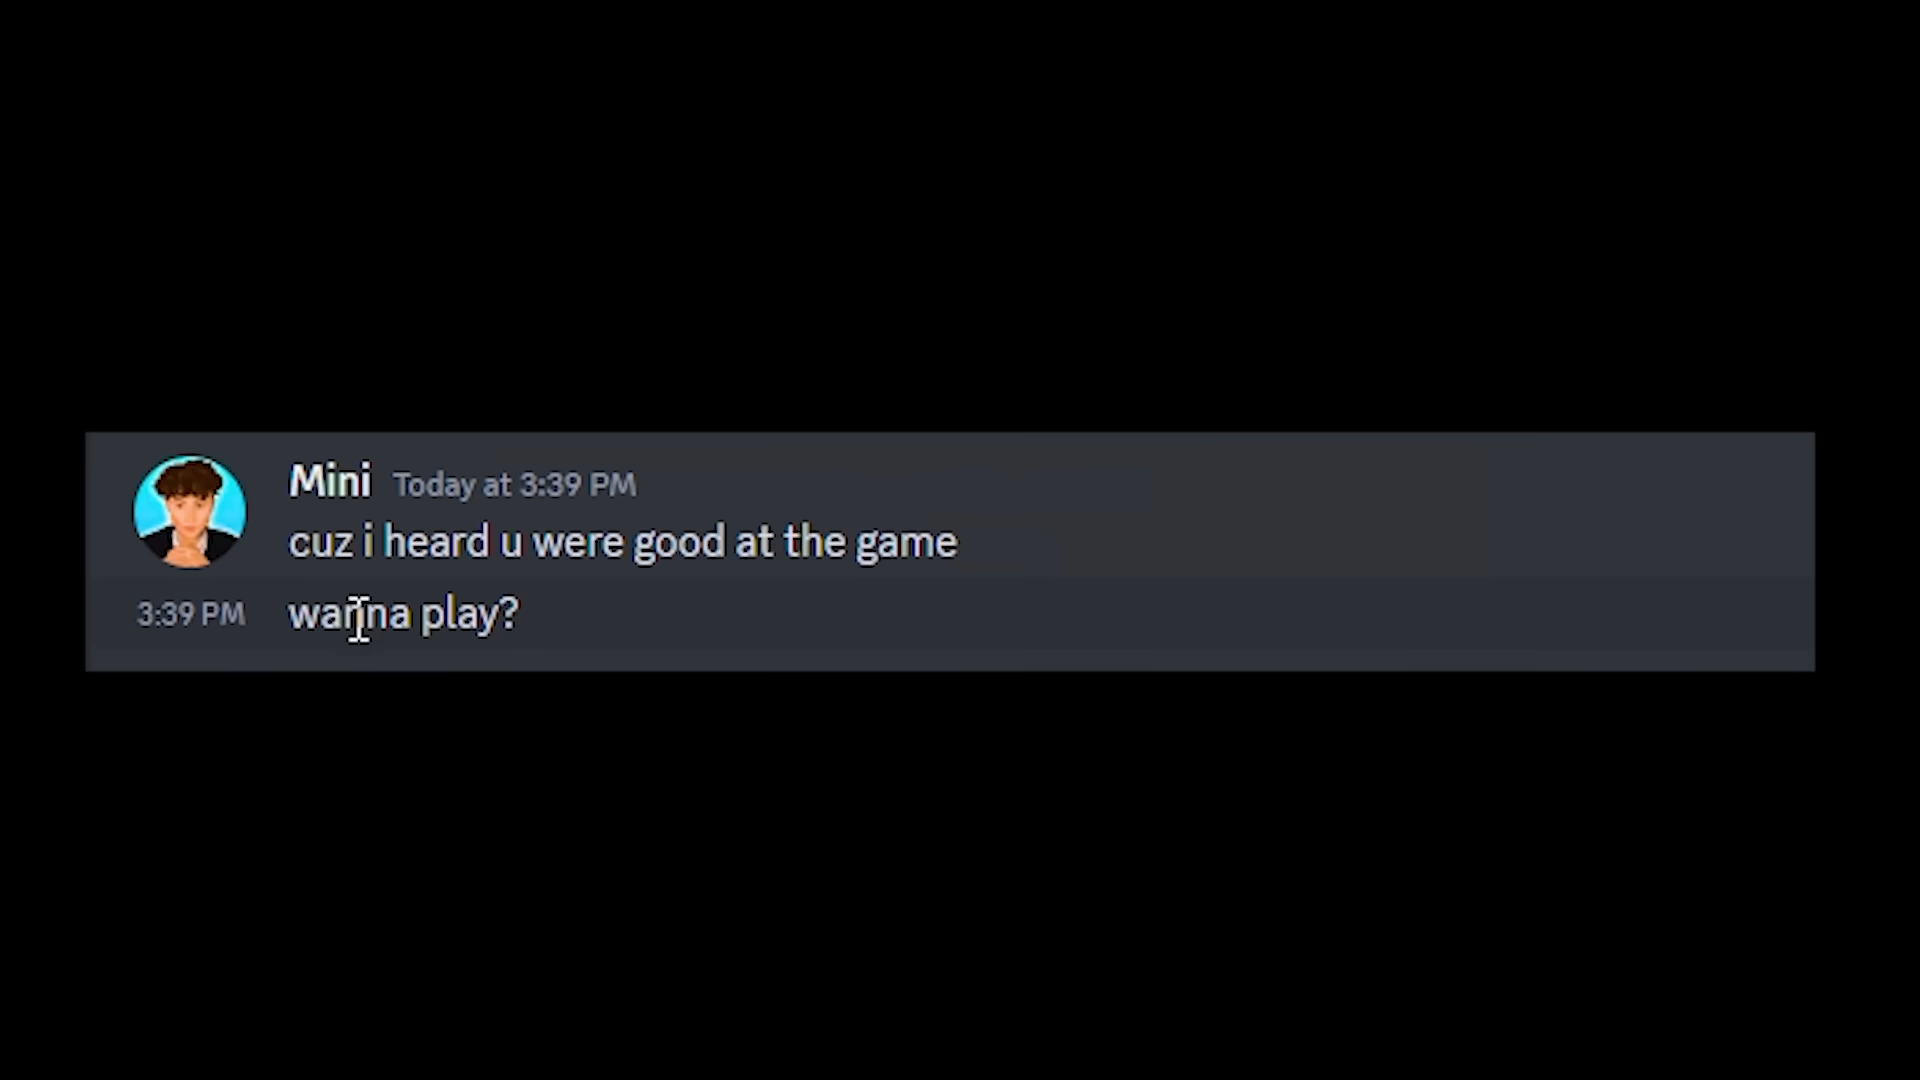 Mini Today at 3:39 PM
cuz i heard u were good at the game
3:39 PM wanna play?